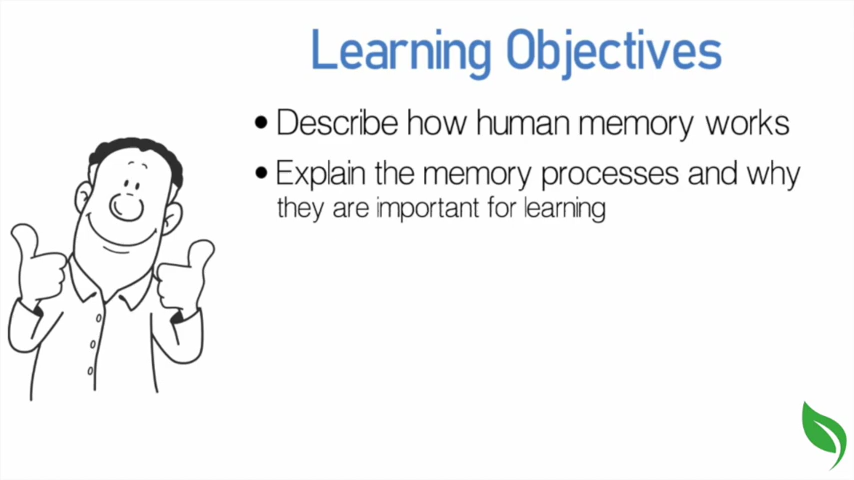 Learning Objectives
• Describe how human memory works
• Explain the memory processes and why
they are important for learning